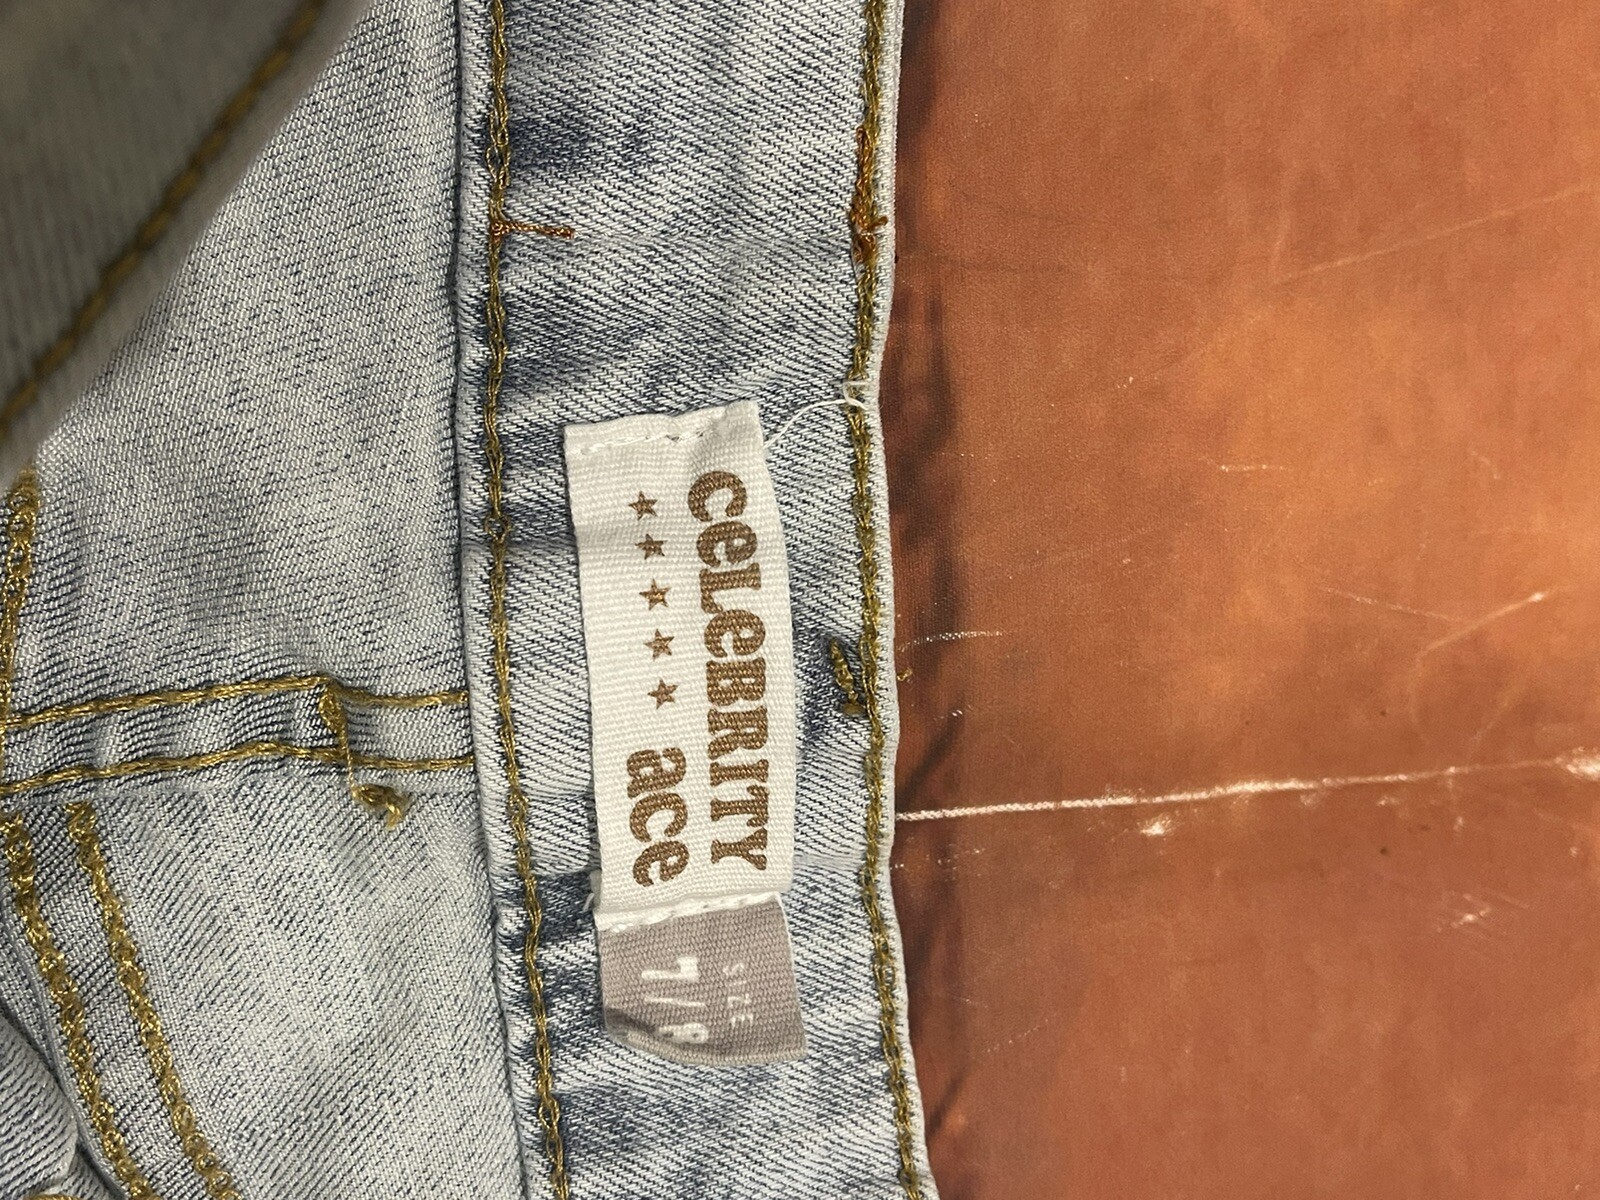 CELEBRITY
★★★★★ ace
SIZE
7/8